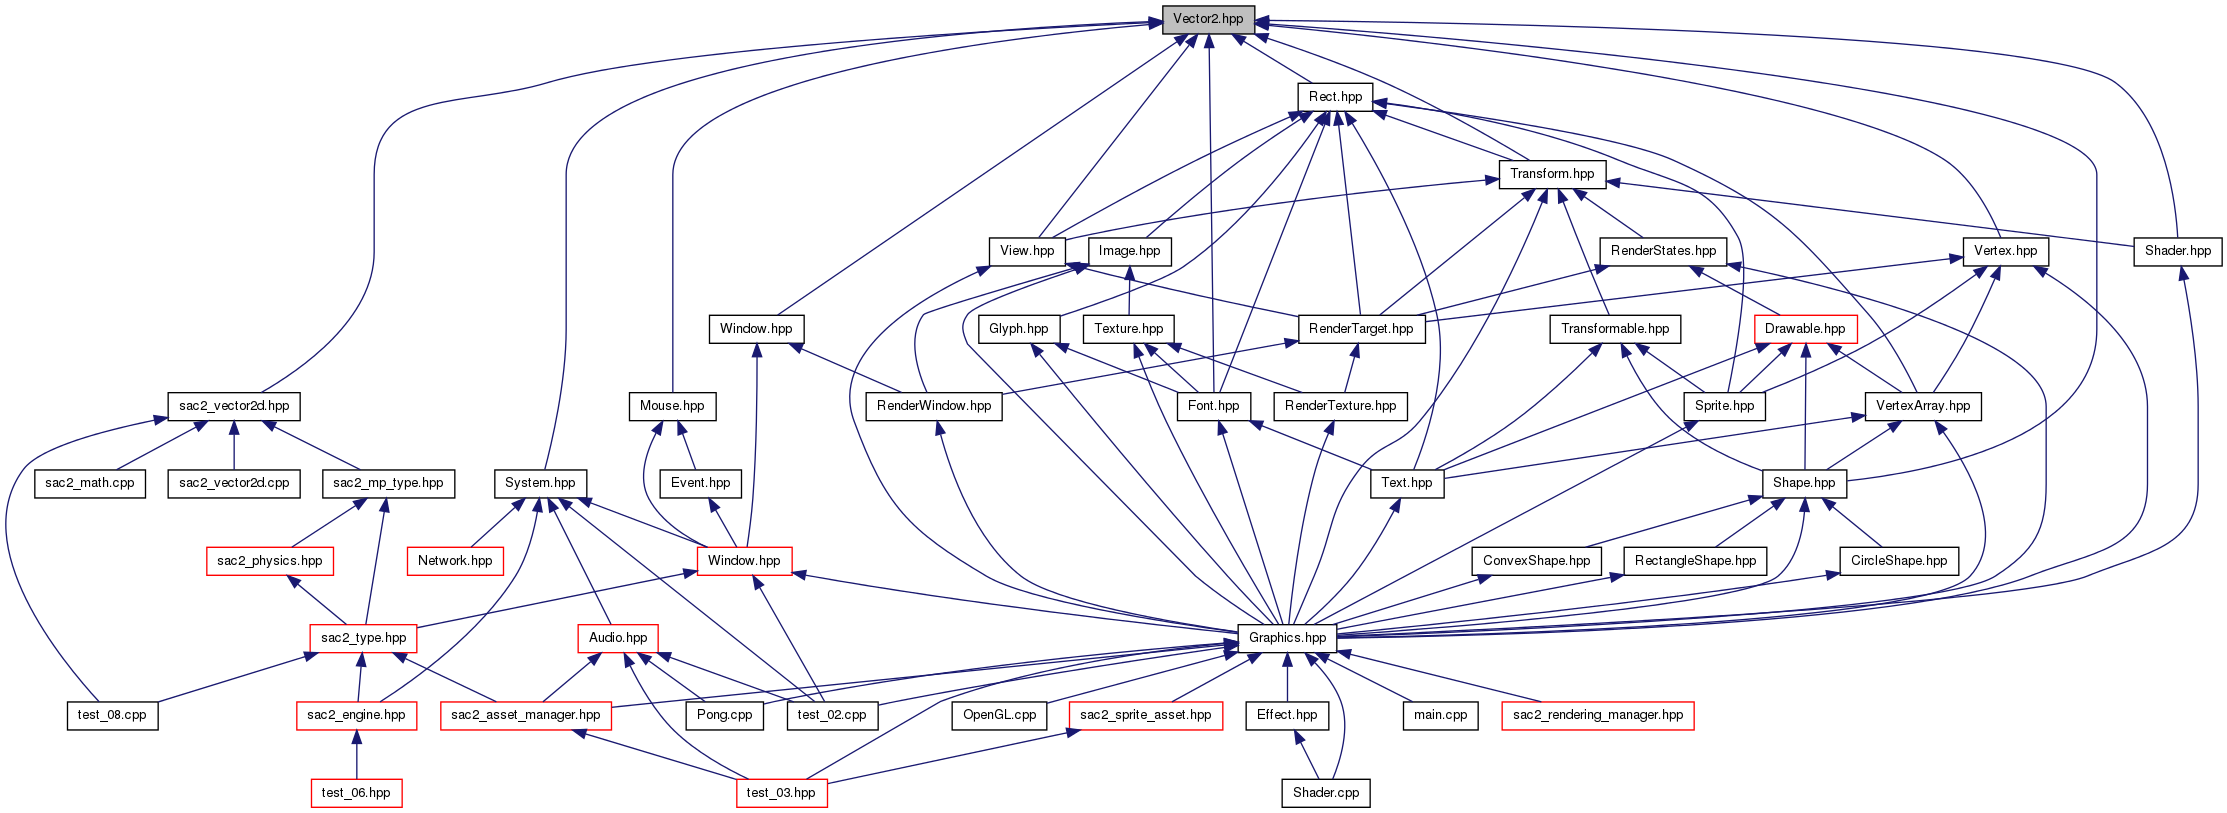 Vector2.hpp
Rect.hpp
Transform.hpp
View.hpp
Image.hpp
RenderStates.hpp
Vertex.hpp
Shader.hpp
Window.hpp
Glyph.hpp
Texture.hpp
RenderTarget.hpp
Transformable.hpp
Drawable.hpp
sac2_vector2d.hpp
Mouse.hpp
RenderWindow.hpp
Font.hpp
RenderTexture.hpp
Sprite.hpp
VertexArray.hpp
sac2_math.cpp
sac2_vector2d.cpp
sac2_mp_type.hpp
System.hpp
Event.hpp
Text.hpp
Shape.hpp
sac2_physics.hpp
Network.hpp
Window.hpp
ConvexShape.hpp
RectangleShape.hpp
CircleShape.hpp
sac2_type.hpp
Audio.hpp
Graphics.hpp
test_08.cpp
sac2_engine.hpp
sac2_asset_manager.hpp
Pong.cpp
test_02.cpp
OpenGL.cpp
sac2_sprite_asset.hpp
Effect.hpp
main.cpp
sac2_rendering_manager.hpp
test_06.hpp
test_03.hpp
Shader.cpp